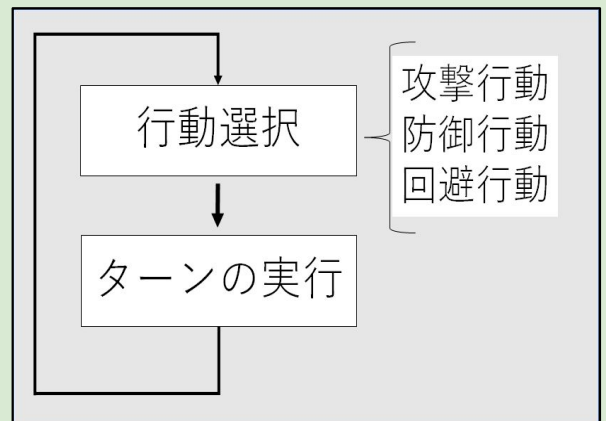 行動選択
攻撃行動
防御行動
回避行動
ターンの実行